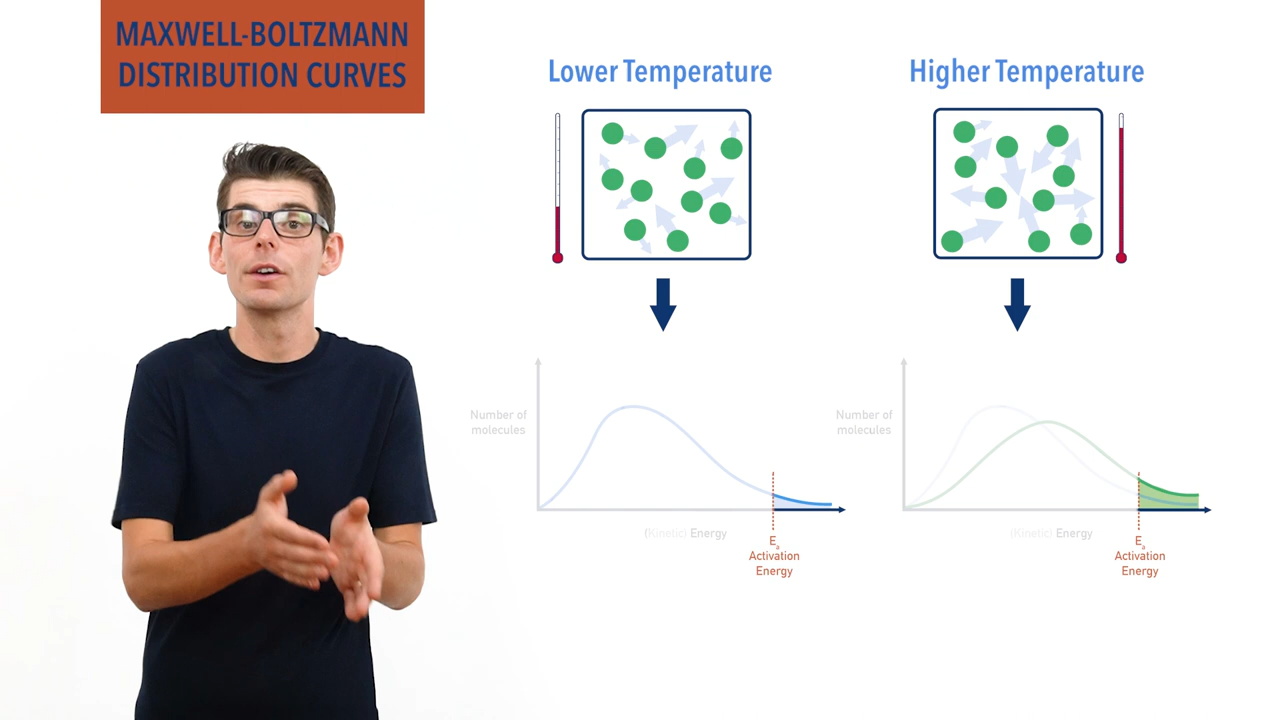 MAXWELL-BOLTZMANN
DISTRIBUTION CURVES
Lower Temperature
Higher Temperature
Number of
molecules
(Kinetic) Energy
Ea
Activation
Energy
Number of
molecules
(Kinetic) Energy
Ea
Activation
Energy